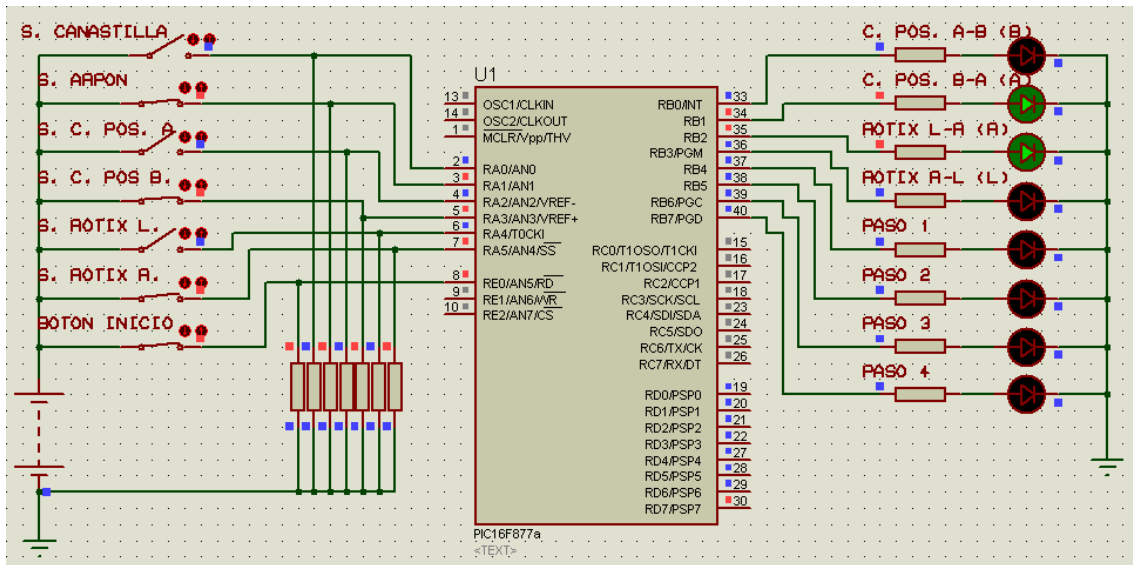 S. CANASTILLA
S. ARPON
S. C. POS. A
S. C. POS B.
S. ROTIX L.
S. ROTIX R.
BOTON INICIO
U1
13 OSC1/CLKIN
14 OSC2/CLKOUT
1 MCLR/Vpp/THV
2 RA0/AN0
3 RA1/AN1
4 RA2/AN2/VREF-
5 RA3/AN3/VREF+
6 RA4/T0CKI
7 RA5/AN4/SS
8 RE0/AN5/RD
9 RE1/AN6/WR
10 RE2/AN7/CS
RB0/INT 33
RB1 34
RB2 35
RB3/PGM 36
RB4 37
RB5 38
RB6/PGC 39
RB7/PGD 40
RC0/T1OSO/T1CKI 15
RC1/T1OSI/CCP2 16
RC2/CCP1 17
RC3/SCK/SCL 18
RC4/SDI/SDA 23
RC5/SDO 24
RC6/TX/CK 25
RC7/RX/DT 26
RD0/PSP0 19
RD1/PSP1 20
RD2/PSP2 21
RD3/PSP3 22
RD4/PSP4 27
RD5/PSP5 28
RD6/PSP6 29
RD7/PSP7 30
PIC16F877a
<TEXT>
C. POS. A-B (B)
C. POS. B-A (A)
ROTIX L-R (R)
ROTIX R-L (L)
PASO 1
PASO 2
PASO 3
PASO 4